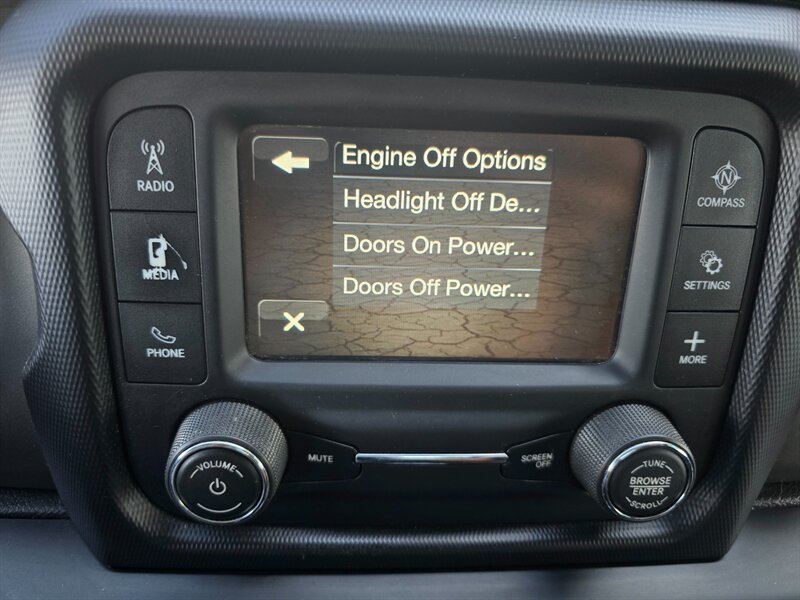 RADIO
MEDIA
PHONE
Engine Off Options
Headlight Off De...
Doors On Power...
Doors Off Power...
N
COMPASS
SETTINGS
MORE
VOLUME
MUTE
SCREEN
OFF
TUNE
BROWSE
ENTER
SCROLL